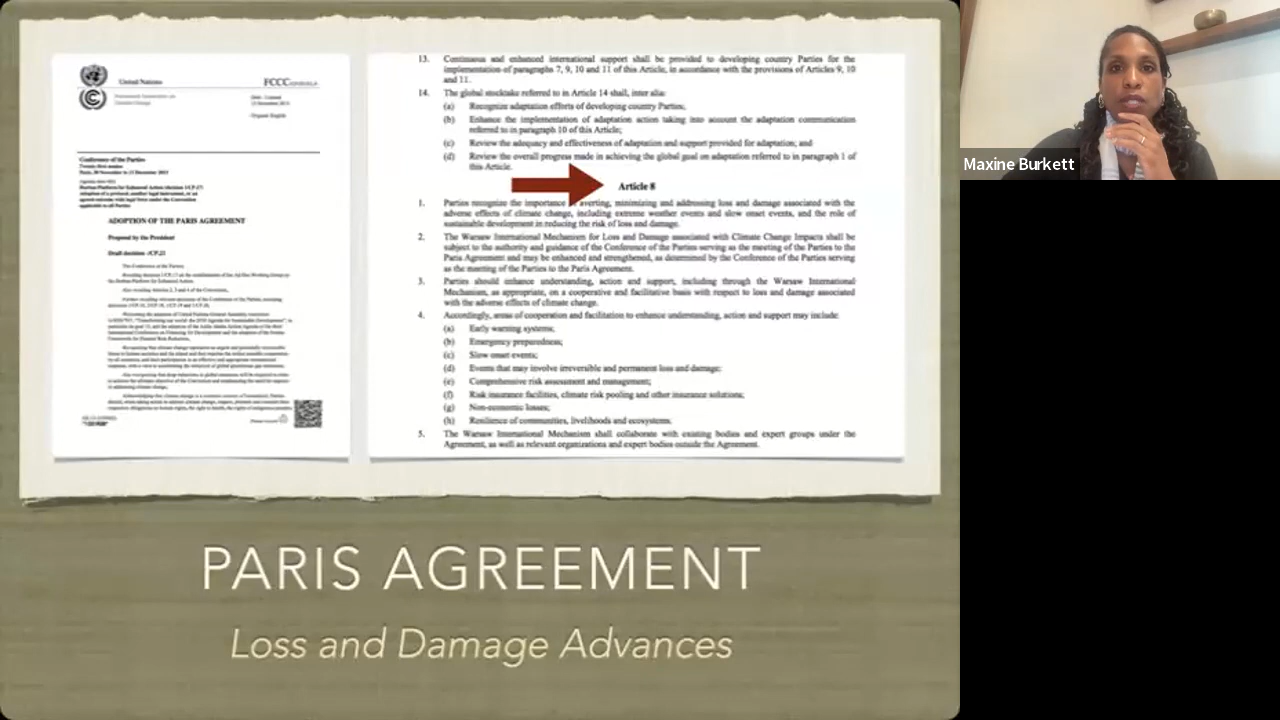 United Nations
Conference of the Parties
ADOPTION OF THE PARIS AGREEMENT
Proposed by the President
Draft decision -/CP.21
The Conference of the Parties,
13. Continuous and enhanced international support shall be provided to developing country Parties for the
implementation of paragraphs 7, 9, 10 and 11 of this Article, in accordance with the provisions of Articles 9, 10
and 11.
14. The global stocktake referred to in Article 14 shall, inter alia:
(a) Recognize adaptation efforts of developing country Parties;
(b) Enhance the implementation of adaptation action taking into account the adaptation communication
referred to in paragraph 10 of this Article;
(c) Review the adequacy and effectiveness of adaptation and support provided for adaptation; and
(d) Review the overall progress made in achieving the global goal on adaptation referred to in paragraph 1 of
this Article.
Article 8
1. Parties recognize the importance averting, minimizing and addressing loss and damage associated with the
adverse effects of climate change, including extreme weather events and slow onset events, and the role of
sustainable development in reducing the risk of loss and damage.
2. The Warsaw International Mechanism for Loss and Damage associated with Climate Change Impacts shall be
subject to the authority and guidance of the Conference of the Parties serving as the meeting of the Parties to the
Paris Agreement and may be enhanced and strengthened, as determined by the Conference of the Parties serving
as the meeting of the Parties to the Paris Agreement.
3. Parties should enhance understanding, action and support, including through the Warsaw International
Mechanism, as appropriate, on a cooperative and facilitative basis with respect to loss and damage associated
with the adverse effects of climate change.
4. Accordingly, areas of cooperation and facilitation to enhance understanding, action and support may include:
(a) Early warning systems;
(b) Emergency preparedness;
(c) Slow onset events;
(d) Events that may involve irreversible and permanent loss and damage;
(e) Comprehensive risk assessment and management;
(f) Risk insurance facilities, climate risk pooling and other insurance solutions;
(g) Non-economic losses;
(h) Resilience of communities, livelihoods and ecosystems.
5. The Warsaw International Mechanism shall collaborate with existing bodies and expert groups under the
Agreement, as well as relevant organizations and expert bodies outside the Agreement.
PARIS AGREEMENT
Loss and Damage Advances
Maxine Burkett